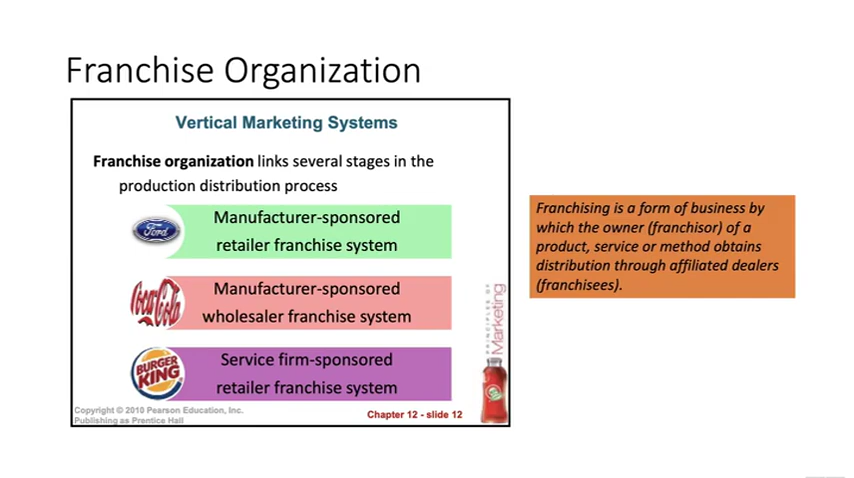 Franchise Organization
Vertical Marketing Systems
Franchise organization links several stages in the
production distribution process
Ford
Manufacturer-sponsored
retailer franchise system
Coca-Cola
Manufacturer-sponsored
wholesaler franchise system
BURGER
KING
Service firm-sponsored
retailer franchise system
PRINCIPLES OF
Marketing
Copyright © 2010 Pearson Education, Inc.
Publishing as Prentice Hall
Chapter 12 - slide 12
Franchising is a form of business by
which the owner (franchisor) of a
product, service or method obtains
distribution through affiliated dealers
(franchisees).